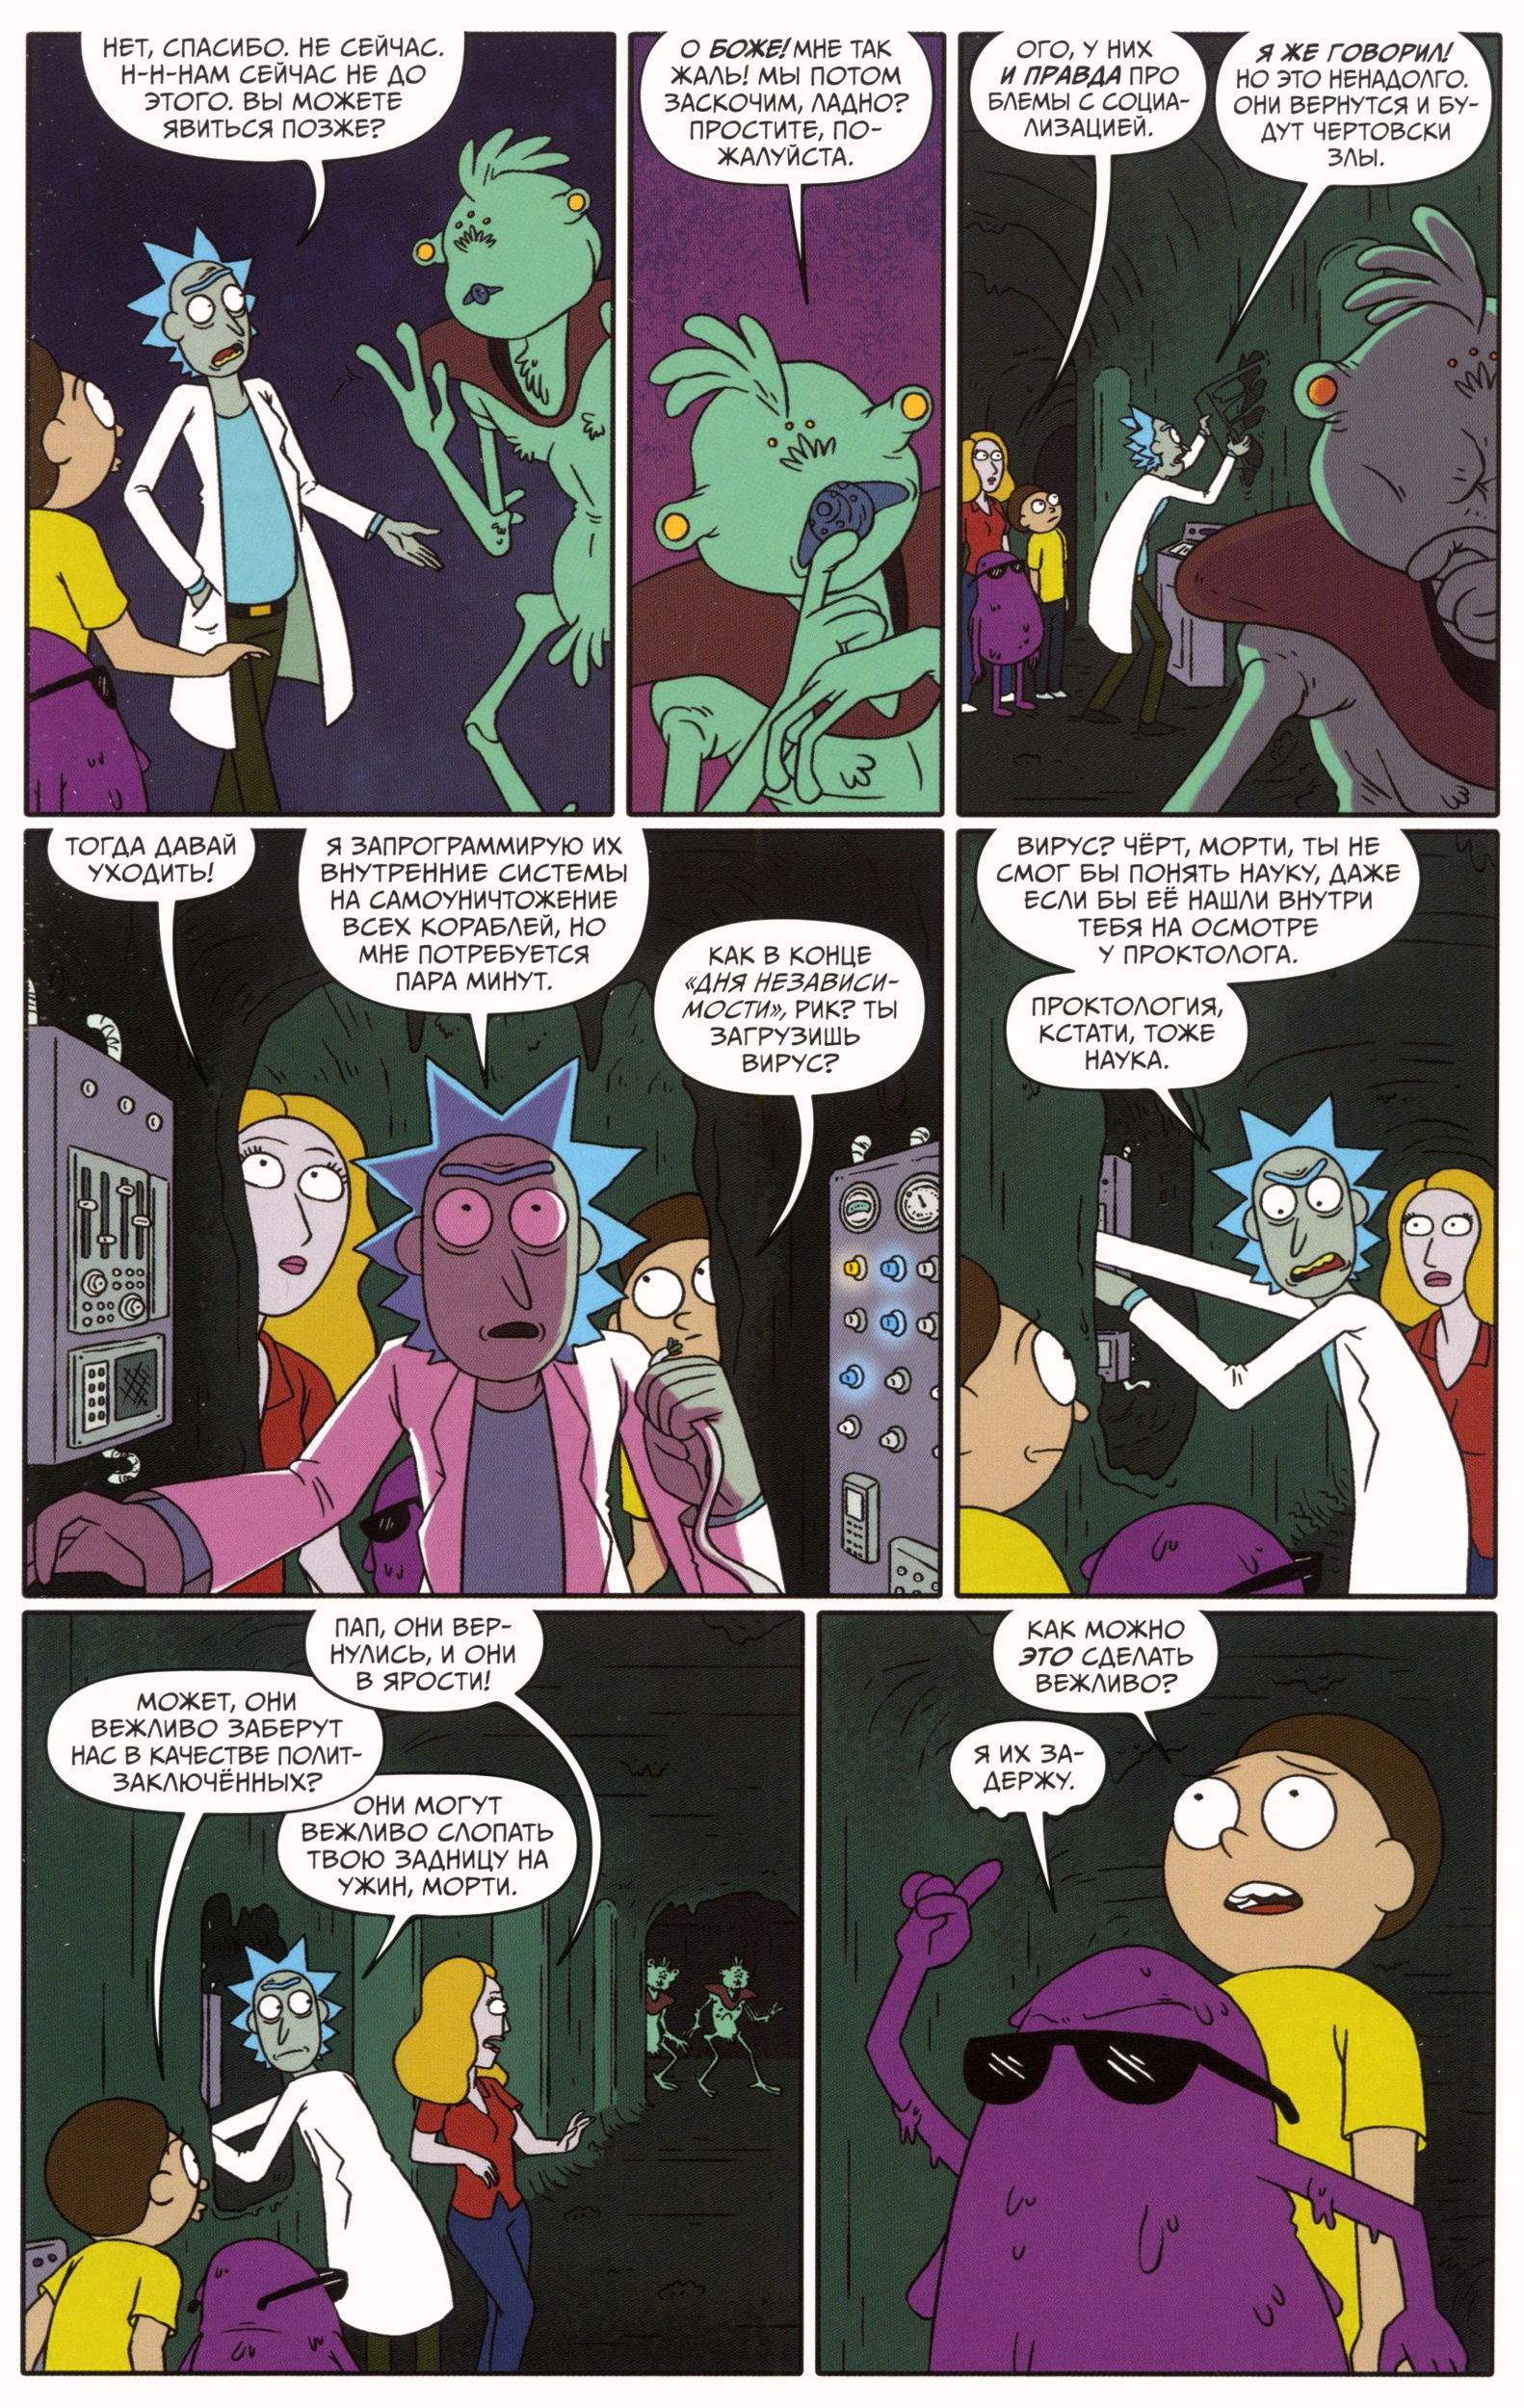 НЕТ, СПАСИБО. НЕ СЕЙЧАС.
Н-Н-НАМ СЕЙЧАС НЕ ДО
ЭТОГО. ВЫ МОЖЕТЕ
ЯВИТЬСЯ ПОЗЖЕ?
О БОЖЕ! МНЕ ТАК
ЖАЛЬ! МЫ ПОТОМ
ЗАСКОЧИМ, ЛАДНО?
ПРОСТИТЕ, ПО-
ЖАЛУЙСТА.
ОГО, У НИХ
И ПРАВДА ПРО
БЛЕМЫ С СОЦИА-
ЛИЗАЦИЕЙ.
Я ЖЕ ГОВОРИЛ!
НО ЭТО НЕНАДОЛГО.
ОНИ ВЕРНУТСЯ И БУ-
ДУТ ЧЕРТОВСКИ
ЗЛЫ.
ТОГДА ДАВАЙ
УХОДИТЬ!
Я ЗАПРОГРАММИРУЮ ИХ
ВНУТРЕННИЕ СИСТЕМЫ
НА САМОУНИЧТОЖЕНИЕ
ВСЕХ КОРАБЛЕЙ, НО
МНЕ ПОТРЕБУЕТСЯ
ПАРА МИНУТ.
КАК В КОНЦЕ
«ДНЯ НЕЗАВИСИ-
МОСТИ», РИК? ТЫ
ЗАГРУЗИШЬ
ВИРУС?
ВИРУС? ЧЁРТ, МОРТИ, ТЫ НЕ
СМОГ БЫ ПОНЯТЬ НАУКУ, ДАЖЕ
ЕСЛИ БЫ ЕЁ НАШЛИ ВНУТРИ
ТЕБЯ НА ОСМОТРЕ
У ПРОКТОЛОГА.
ПРОКТОЛОГИЯ,
КСТАТИ, ТОЖЕ
НАУКА.
ПАП, ОНИ ВЕР-
НУЛИСЬ, И ОНИ
В ЯРОСТИ!
МОЖЕТ, ОНИ
ВЕЖЛИВО ЗАБЕРУТ
НАС В КАЧЕСТВЕ ПОЛИТ-
ЗАКЛЮЧЁННЫХ?
ОНИ МОГУТ
ВЕЖЛИВО СЛОПАТЬ
ТВОЮ ЗАДНИЦУ НА
УЖИН, МОРТИ.
КАК МОЖНО
ЭТО СДЕЛАТЬ
ВЕЖЛИВО?
Я ИХ ЗА-
ДЕРЖУ.